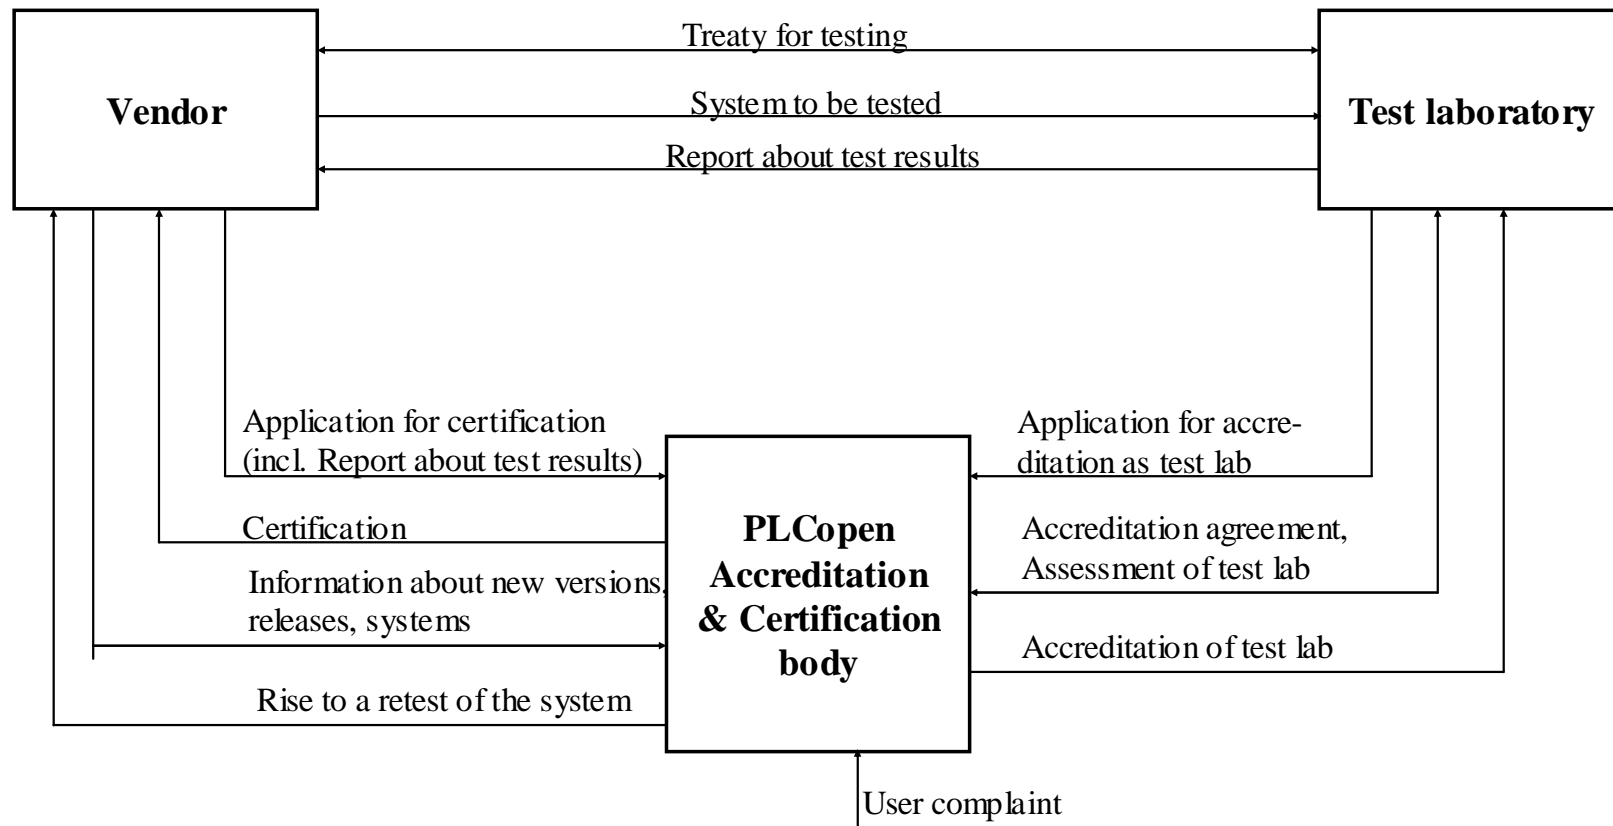 Treaty for testing
Vendor
System to be tested
Test laboratory
Report about test results
Application for certification
(incl. Report about test results)
Application for accre-
ditation as test lab
Certification
PLCopen
Accreditation
& Certification
body
Accreditation agreement,
Assessment of test lab
Information about new versions,
releases, systems
Accreditation of test lab
Rise to a retest of the system
User complaint